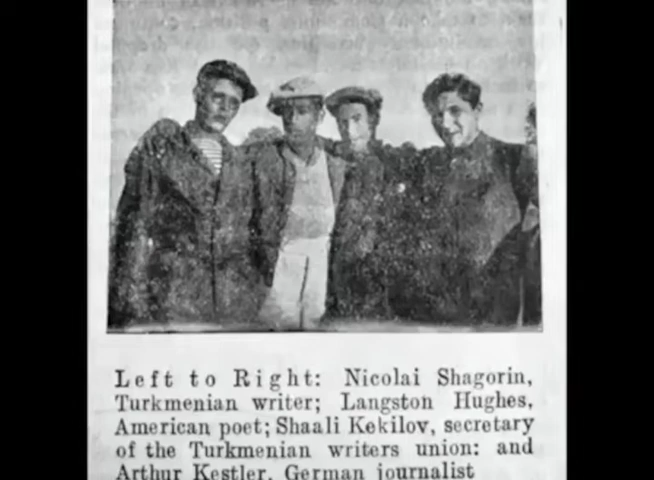 Left to Right: Nicolai Shagorin,
Turkmenian writer; Langston Hughes,
American poet; Shaali Kekilov, secretary
of the Turkmenian writers union: and
Arthur Kestler, German journalist